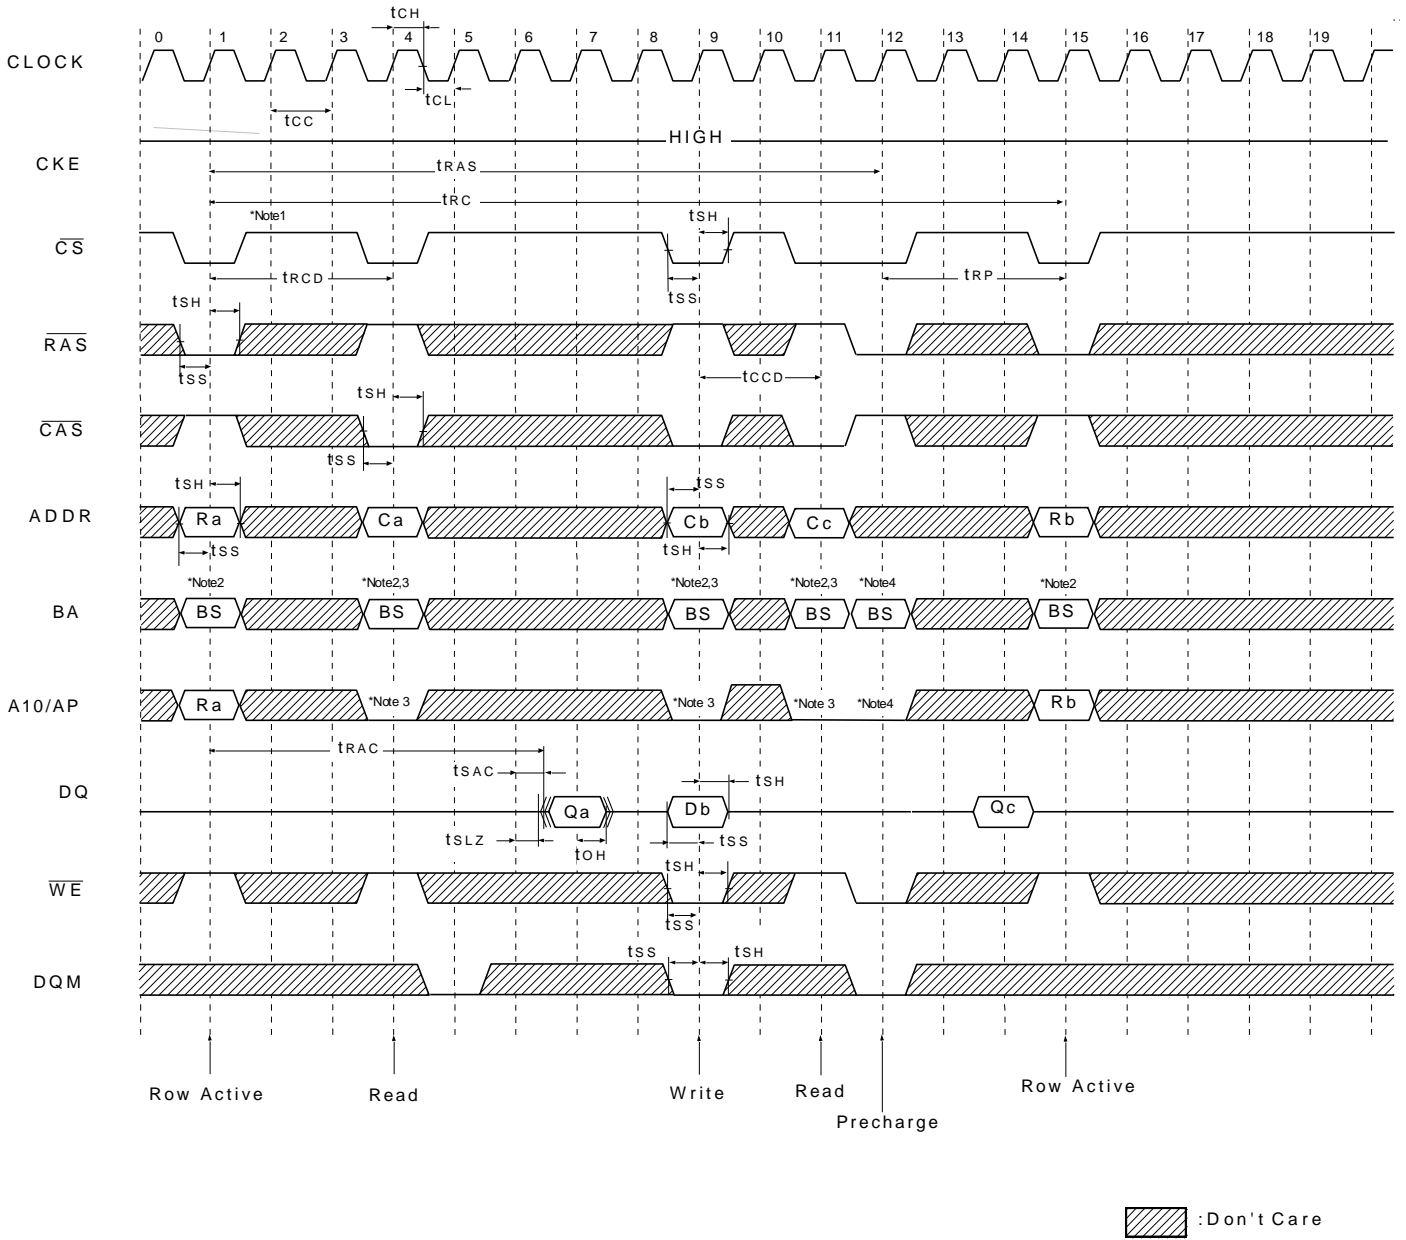 tCH
0 1 2 3 4 5 6 7 8 9 10 11 12 13 14 15 16 17 18 19
CLOCK
tCL
tCC
HIGH
CKE
tRAS
tRC
*Note1
tSH
CS
tRCD
tRP
tSS
tSH
RAS
tSS
tCCD
tSH
CAS
tSS
tSH
tSS
ADDR
Ra Ca Cb Cc Rb
tSS
tSH
*Note2 *Note2,3 *Note2,3 *Note2,3 *Note4 *Note2
BA
BS BS BS BS BS BS
A10/AP
Ra *Note 3 *Note 3 *Note 3 *Note4 Rb
tRAC
tSAC
tSH
DQ
Qa Db Qc
tSLZ
tOH
tSS
tSH
WE
tSS
tSS
tSH
DQM
Row Active Read Write Read Row Active
Precharge
:Don't Care